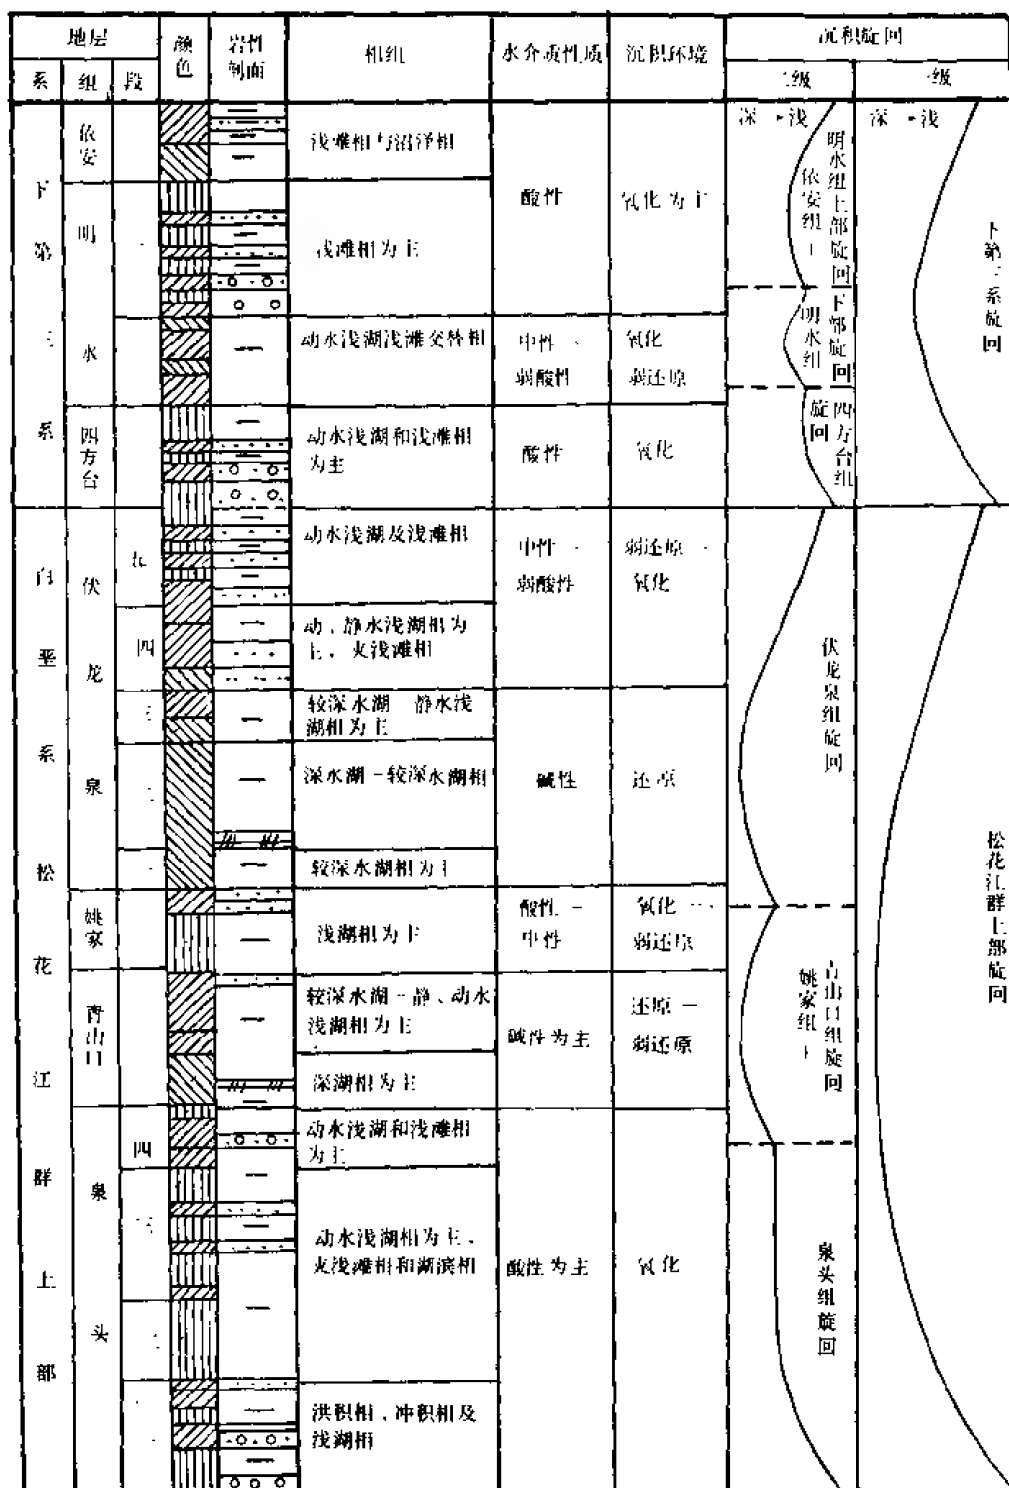 地层
颜色
岩性剖面
相组
水介质性质
沉积环境
沉积旋回
系
组
段
级
级
深
浅
深
浅
依安
浅滩相与沼泽相
酸性
氧化为主
明水
浅滩相为主
动水浅湖浅滩交替相
中性
弱酸性
氧化
弱还原
四方台
动水浅湖和浅滩相
为主
酸性
氧化
下第三系
依安组
明水组上部旋回
明水组
下部旋回
四方台组
旋回
系旋回
白垩系松花江群上部
伏龙泉
五
动水浅湖及浅滩相
中性
弱酸性
弱还原
氧化
四
动、静水浅湖相为
主、夹浅滩相
三
较深水湖 静水浅
湖相为主
深水湖-较深水湖相
碱性
还原
较深水湖相为主
伏龙泉组旋回
姚家
浅湖相为主
酸性-
中性
氧化
弱还原
青山口
较深水湖-静、动水
浅湖相为主
碱性为主
还原-
弱还原
深湖相为主
姚家组
青山口组旋回
松花江群上部旋回
泉头
四
动水浅湖和浅滩相
为主
三
动水浅湖相为主、
夹浅滩相和湖滨相
酸性为主
氧化
泉头组旋回
洪积相、冲积相及
浅湖相